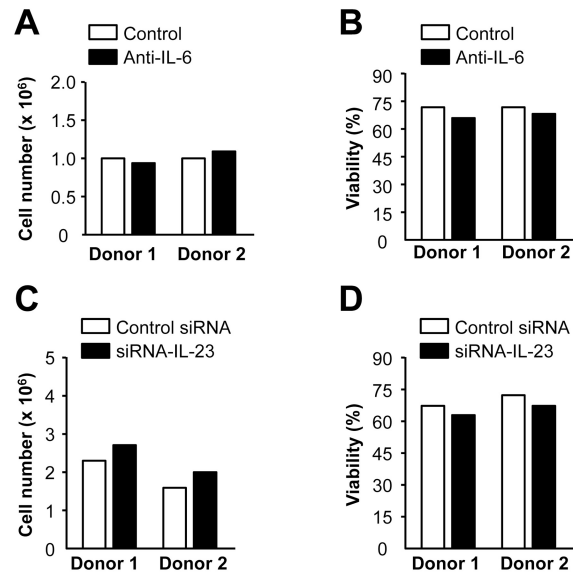 A
Control
Anti-IL-6
Cell number (x 10⁶)
2.0
1.5
1.0
0.5
0
Donor 1 Donor 2
B
Control
Anti-IL-6
Viability (%)
90
75
60
45
30
15
0
Donor 1 Donor 2
C
Control siRNA
siRNA-IL-23
Cell number (x 10⁶)
5
4
3
2
1
0
Donor 1 Donor 2
D
Control siRNA
siRNA-IL-23
Viability (%)
90
75
60
45
30
15
0
Donor 1 Donor 2